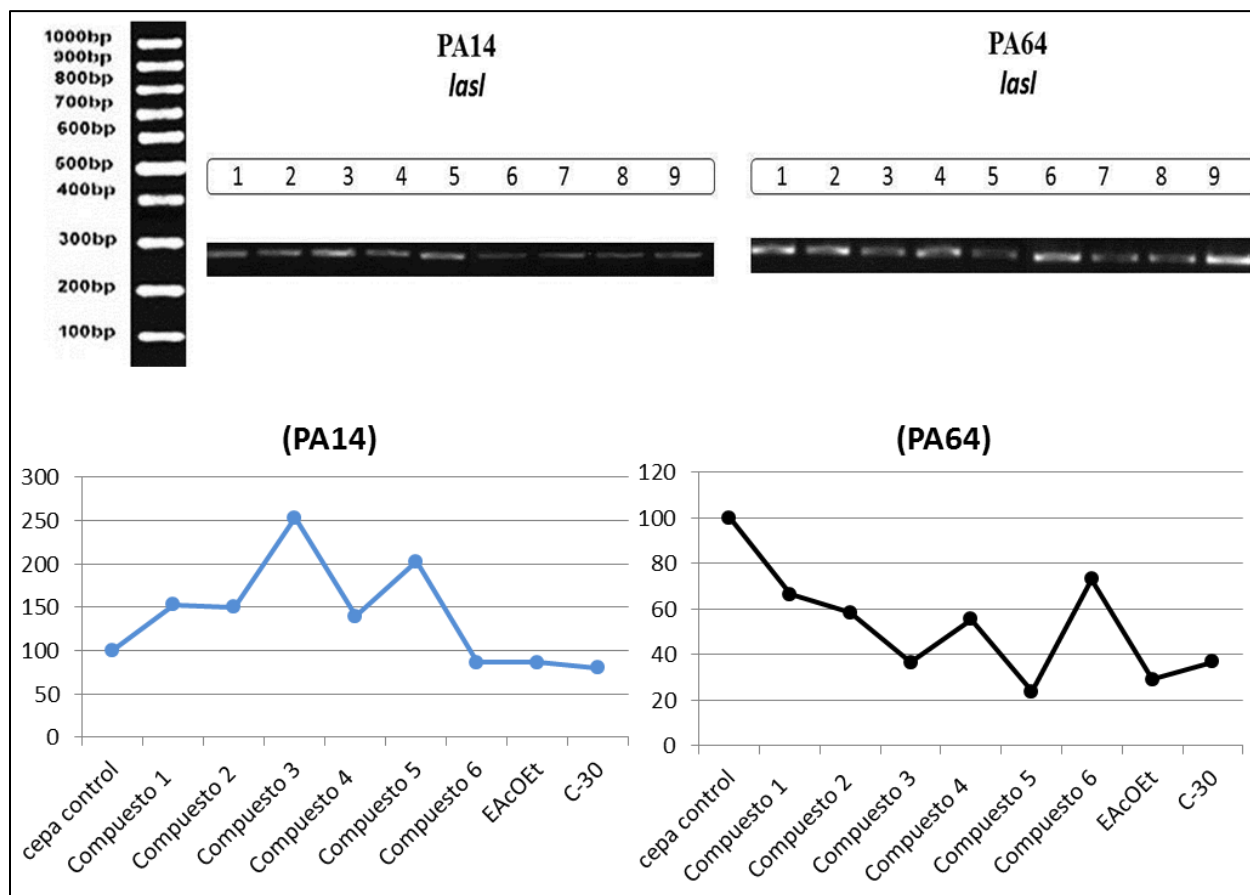 1000bp
900bp
800bp
700bp
600bp
500bp
400bp
300bp
200bp
100bp
PA14
lasI
1 2 3 4 5 6 7 8 9
PA64
lasI
1 2 3 4 5 6 7 8 9
(PA14)
300
250
200
150
100
50
0
cepa control
Compuesto 1
Compuesto 2
Compuesto 3
Compuesto 4
Compuesto 5
Compuesto 6
EAcOEt
C-30
(PA64)
120
100
80
60
40
20
0
cepa control
Compuesto 1
Compuesto 2
Compuesto 3
Compuesto 4
Compuesto 5
Compuesto 6
EAcOEt
C-30